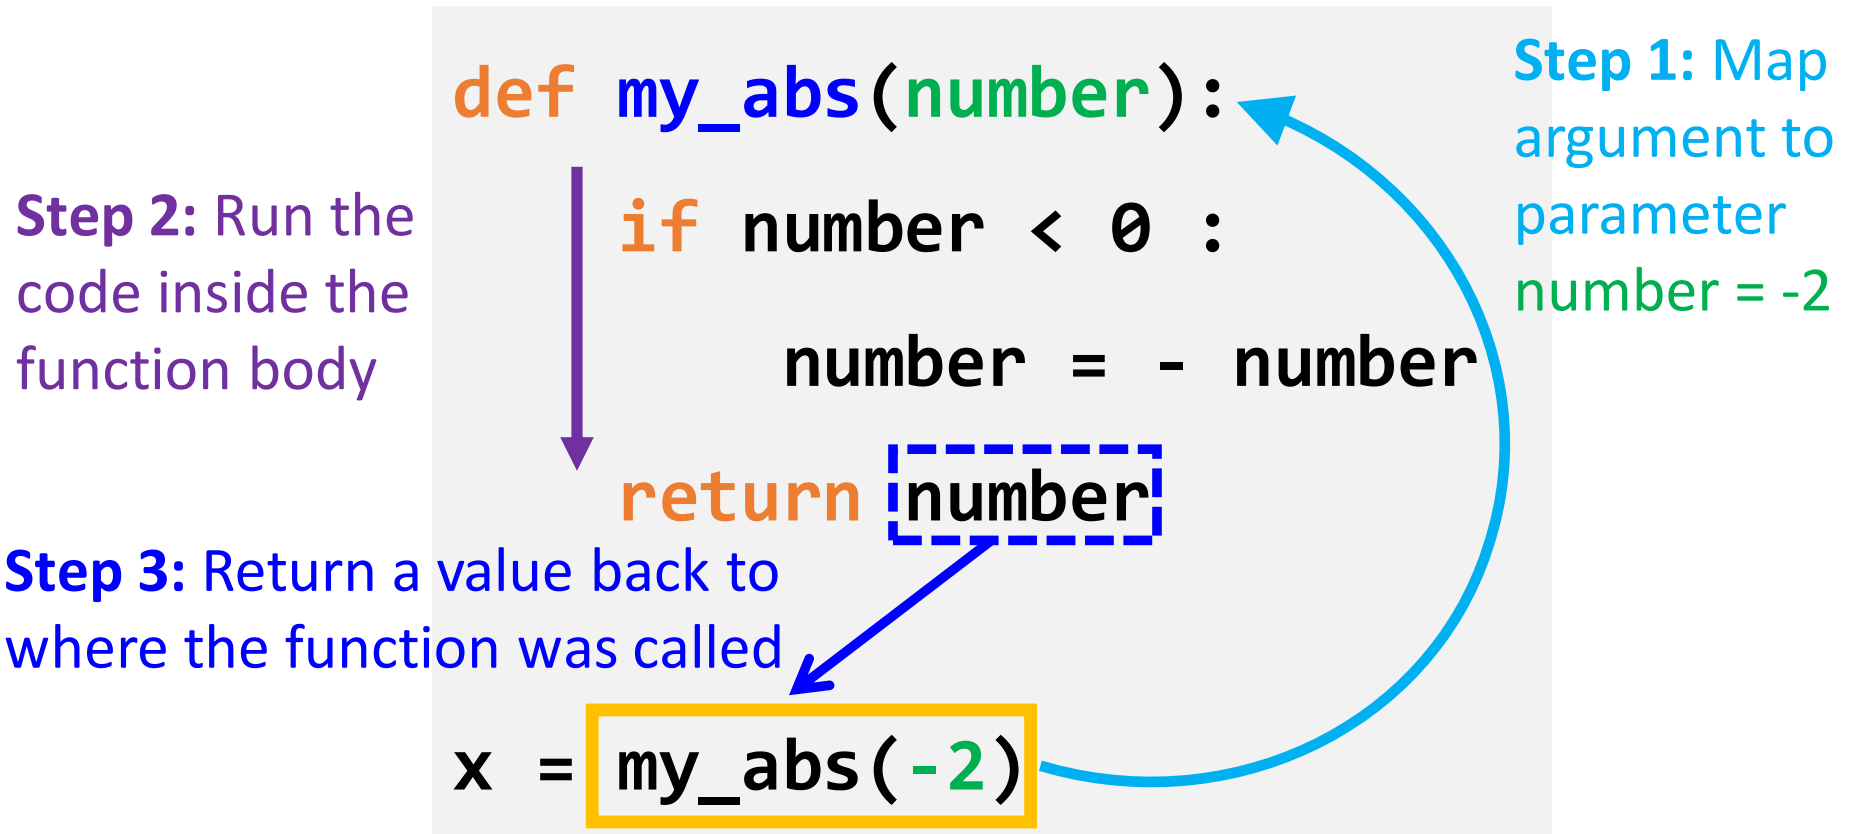 def my_abs(number):
if number < 0 :
number = - number
return number
x = my_abs(-2)
Step 1: Map
argument to
parameter
number = -2
Step 2: Run the
code inside the
function body
Step 3: Return a value back to
where the function was called